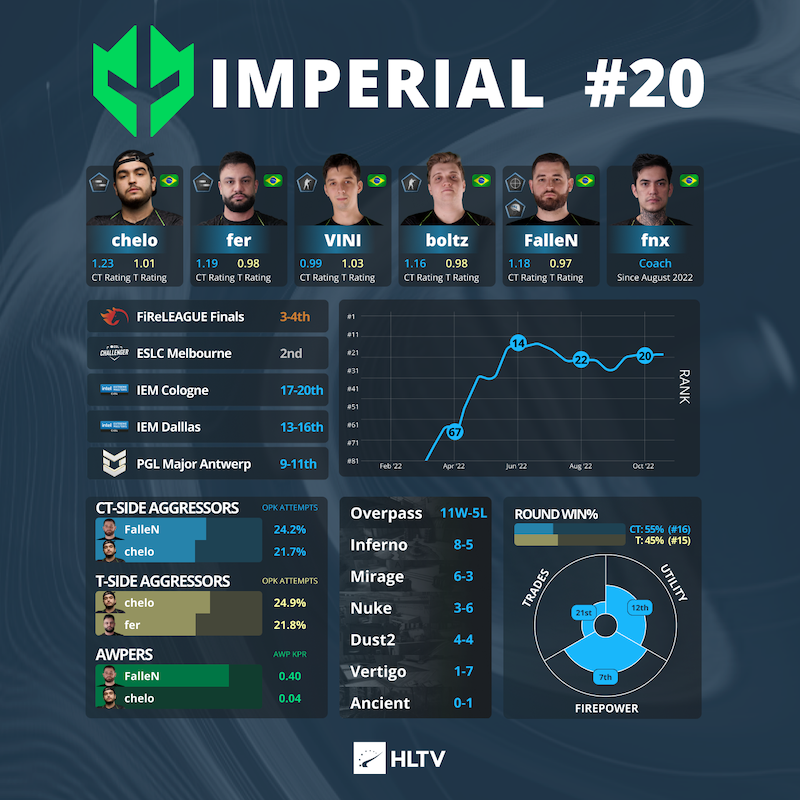 IMPERIAL #20
chelo
1.23 1.01
CT Rating T Rating
fer
1.19 0.98
CT Rating T Rating
VINI
0.99 1.03
CT Rating T Rating
boltz
1.16 0.98
CT Rating T Rating
FalleN
1.18 0.97
CT Rating T Rating
fnx
Coach
Since August 2022
FiReLEAGUE Finals 3-4th
CHALLENGER ESLC Melbourne 2nd
intel IEM Cologne 17-20th
intel IEM Dalllas 13-16th
PGL Major Antwerp 9-11th
#1
#11
#21
#31
#41
#51
#61
#71
#81
67
14
22
20
Feb '22 Apr '22 Jun '22 Aug '22 Oct '22
RANK
CT-SIDE AGGRESSORS OPK ATTEMPTS
FalleN 24.2%
chelo 21.7%
T-SIDE AGGRESSORS OPK ATTEMPTS
chelo 24.9%
fer 21.8%
AWPERS AWP KPR
FalleN 0.40
chelo 0.04
Overpass 11W-5L
Inferno 8-5
Mirage 6-3
Nuke 3-6
Dust2 4-4
Vertigo 1-7
Ancient 0-1
ROUND WIN%
CT: 55% (#16)
T: 45% (#15)
TRADES
UTILITY
21st
12th
7th
FIREPOWER
HLTV